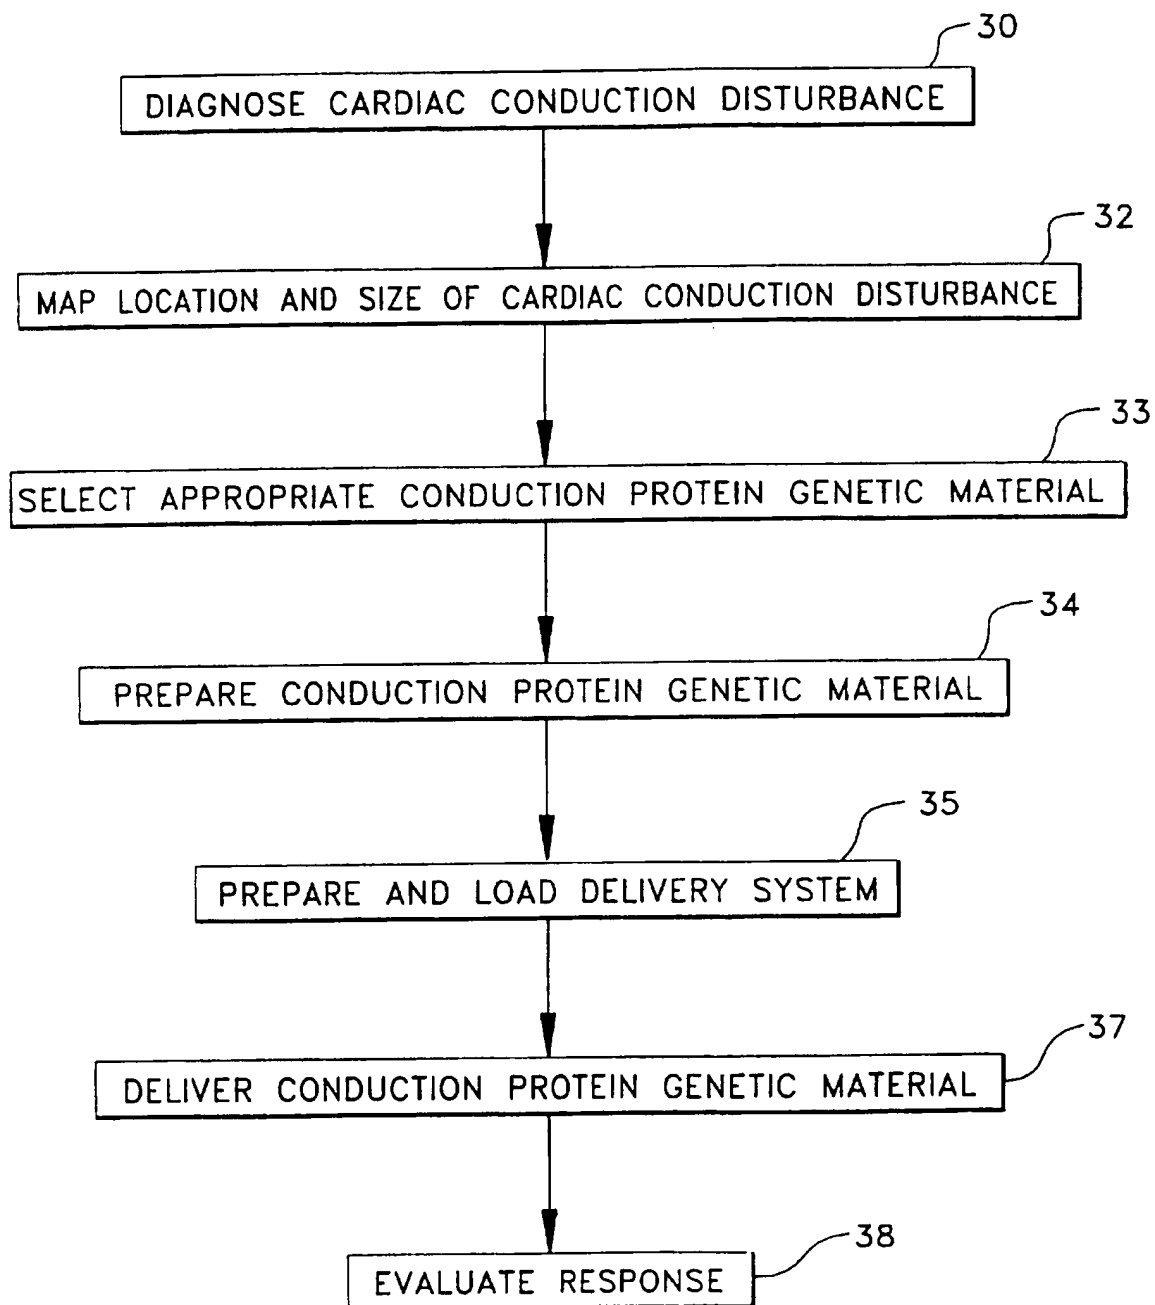 30
DIAGNOSE CARDIAC CONDUCTION DISTURBANCE
32
MAP LOCATION AND SIZE OF CARDIAC CONDUCTION DISTURBANCE
33
SELECT APPROPRIATE CONDUCTION PROTEIN GENETIC MATERIAL
34
PREPARE CONDUCTION PROTEIN GENETIC MATERIAL
35
PREPARE AND LOAD DELIVERY SYSTEM
37
DELIVER CONDUCTION PROTEIN GENETIC MATERIAL
38
EVALUATE RESPONSE